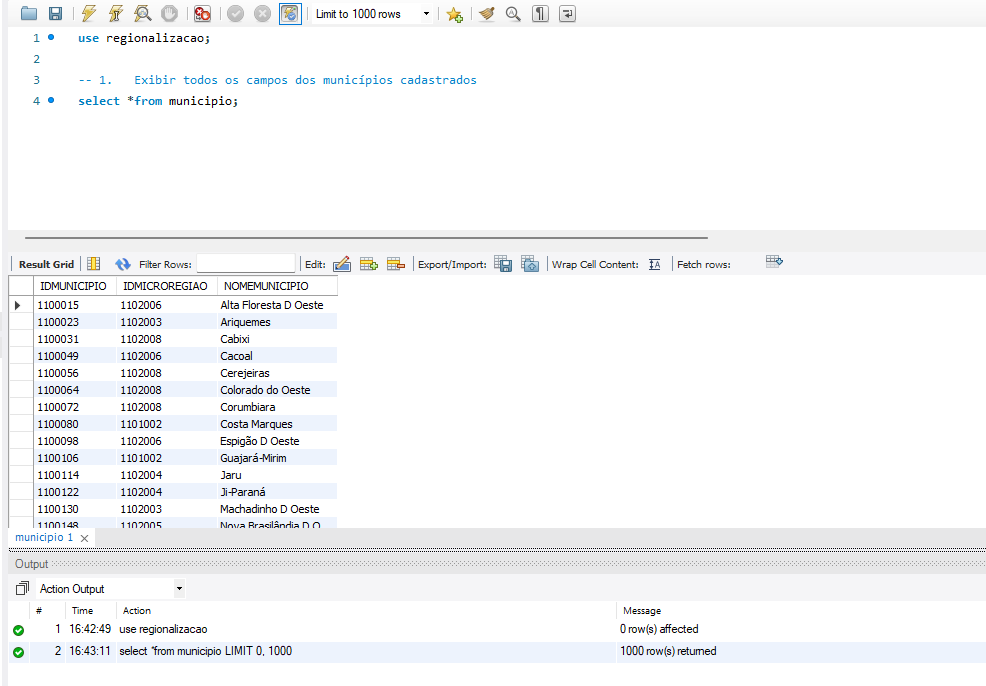 Limit to 1000 rows
1 use regionalizacao;
2
3 -- 1. Exibir todos os campos dos municípios cadastrados
4 select *from municipio;
Result Grid Filter Rows: Edit: Export/Import: Wrap Cell Content: IA Fetch rows:
IDMUNICIPIO IDMICROREGIAO NOMEMUNICIPIO
1100015 1102006 Alta Floresta D Oeste
1100023 1102003 Ariquemes
1100031 1102008 Cabixi
1100049 1102006 Cacoal
1100056 1102008 Cerejeiras
1100064 1102008 Colorado do Oeste
1100072 1102008 Corumbiara
1100080 1101002 Costa Marques
1100098 1102006 Espigão D Oeste
1100106 1101002 Guajará-Mirim
1100114 1102004 Jaru
1100122 1102004 Ji-Paraná
1100130 1102003 Machadinho D Oeste
1100148 1102005 Nova Brasilândia D O
municipio 1
Output
Action Output
# Time Action Message
1 16:42:49 use regionalizacao 0 row(s) affected
2 16:43:11 select *from municipio LIMIT 0, 1000 1000 row(s) returned